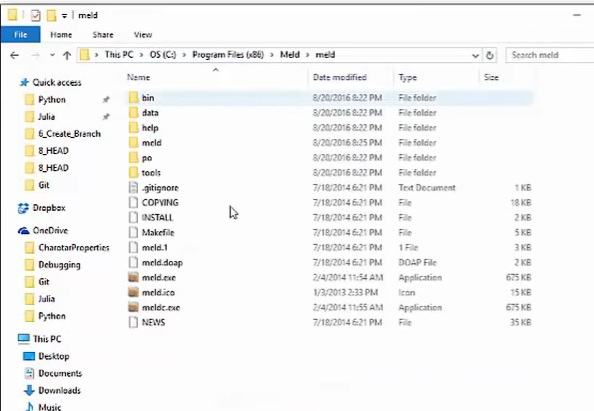 meld
File Home Share View
This PC > OS (C:) > Program Files (x86) > Meld > meld Search meld
Name Date modified Type Size
Quick access
Python
Julia
6_Create_Branch
8_HEAD
8_HEAD
Git
Dropbox
OneDrive
CharotarProperties
Debugging
Git
Julia
Python
This PC
Desktop
Documents
Downloads
Music
bin 8/20/2016 8:22 PM File folder
data 8/20/2016 8:22 PM File folder
help 8/20/2016 8:22 PM File folder
meld 8/20/2016 8:25 PM File folder
po 8/20/2016 8:22 PM File folder
tools 8/20/2016 8:22 PM File folder
.gitignore 7/18/2014 6:21 PM Text Document 1 KB
COPYING 7/18/2014 6:21 PM File 18 KB
INSTALL 7/18/2014 6:21 PM File 2 KB
Makefile 7/18/2014 6:21 PM File 5 KB
meld.1 7/18/2014 6:21 PM 1 File 3 KB
meld.doap 7/18/2014 6:21 PM DOAP File 2 KB
meld.exe 2/4/2014 11:54 AM Application 675 KB
meld.ico 1/3/2013 2:33 PM Icon 15 KB
meldc.exe 2/4/2014 11:55 AM Application 675 KB
NEWS 7/18/2014 6:21 PM File 35 KB